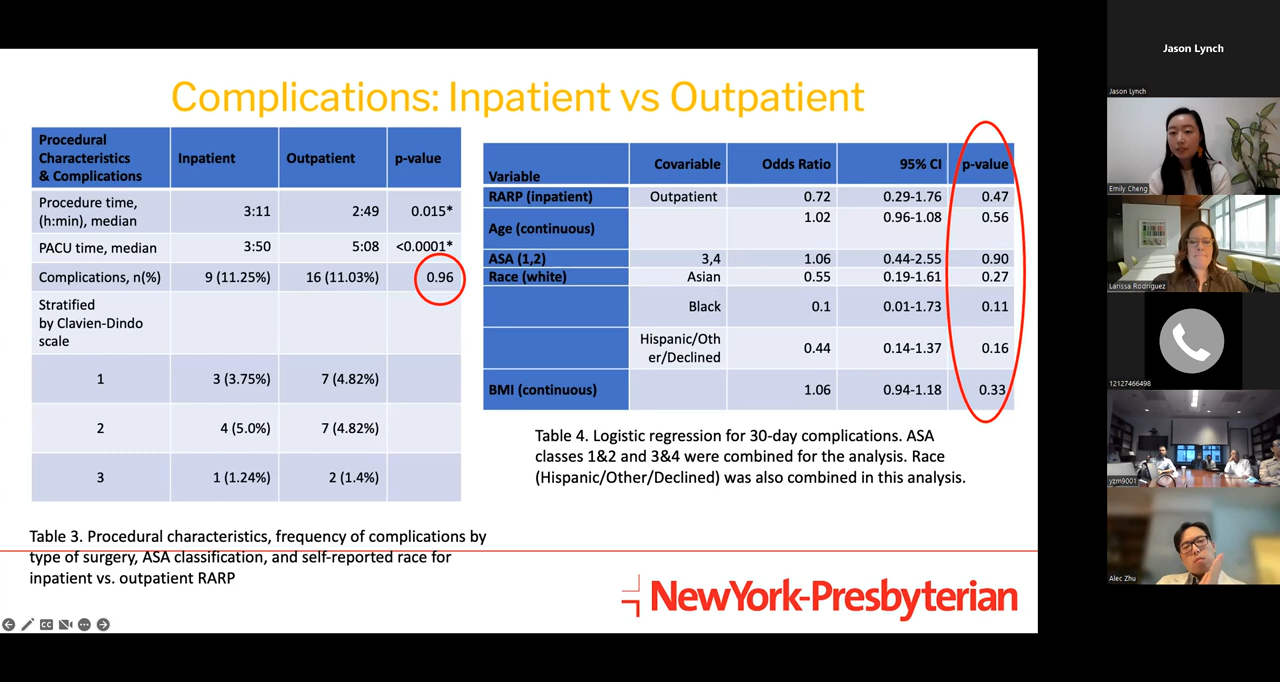 Complications: Inpatient vs Outpatient
Procedural
Characteristics
& Complications
Inpatient
Outpatient
p-value
Procedure time,
(h:min), median
3:11
2:49
0.015*
PACU time, median
3:50
5:08
<0.0001*
Complications, n(%)
9 (11.25%)
16 (11.03%)
0.96
Stratified
by Clavien-Dindo
scale
1
3 (3.75%)
7 (4.82%)
2
4 (5.0%)
7 (4.82%)
3
1 (1.24%)
2 (1.4%)
Table 3. Procedural characteristics, frequency of complications by
type of surgery, ASA classification, and self-reported race for
inpatient vs. outpatient RARP
Variable
Covariable
Odds Ratio
95% CI
p-value
RARP (inpatient)
Outpatient
0.72
0.29-1.76
0.47
Age (continuous)
1.02
0.96-1.08
0.56
ASA (1,2)
3,4
1.06
0.44-2.55
0.90
Race (white)
Asian
0.55
0.19-1.61
0.27
Black
0.1
0.01-1.73
0.11
Hispanic/Oth
er/Declined
0.44
0.14-1.37
0.16
BMI (continuous)
1.06
0.94-1.18
0.33
Table 4. Logistic regression for 30-day complications. ASA
classes 1&2 and 3&4 were combined for the analysis. Race
(Hispanic/Other/Declined) was also combined in this analysis.
NewYork-Presbyterian
CC
Jason Lynch
Jason Lynch
Emily Cheng
Larissa Rodriguez
12127466498
yzm9001
Alec Zhu